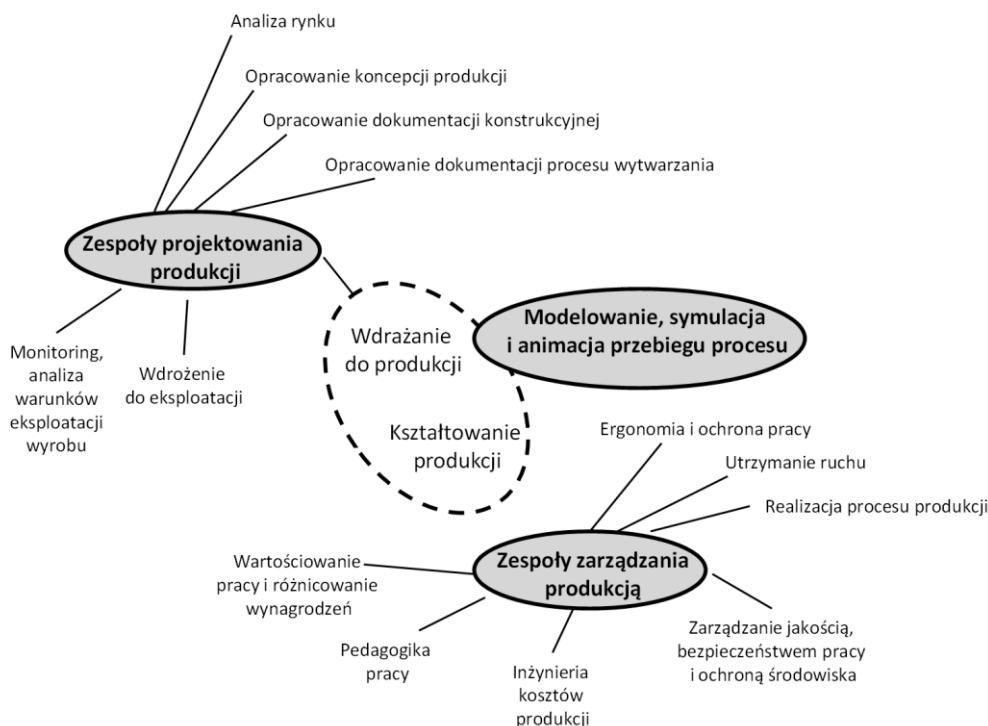 Analiza rynku
Opracowanie koncepcji produkcji
Opracowanie dokumentacji konstrukcyjnej
Opracowanie dokumentacji procesu wytwarzania
Zespoły projektowania
produkcji
Monitoring,
analiza
warunków
eksploatacji
wyrobu
Wdrożenie
do eksploatacji
Wdrażanie
do produkcji
Modelowanie, symulacja
i animacja przebiegu procesu
Kształtowanie
produkcji
Ergonomia i ochrona pracy
Utrzymanie ruchu
Realizacja procesu produkcji
Zespoły zarządzania
produkcją
Wartościowanie
pracy i różnicowanie
wynagrodzeń
Pedagogika
pracy
Inżynieria
kosztów
produkcji
Zarządzanie jakością,
bezpieczeństwem pracy
i ochroną środowiska